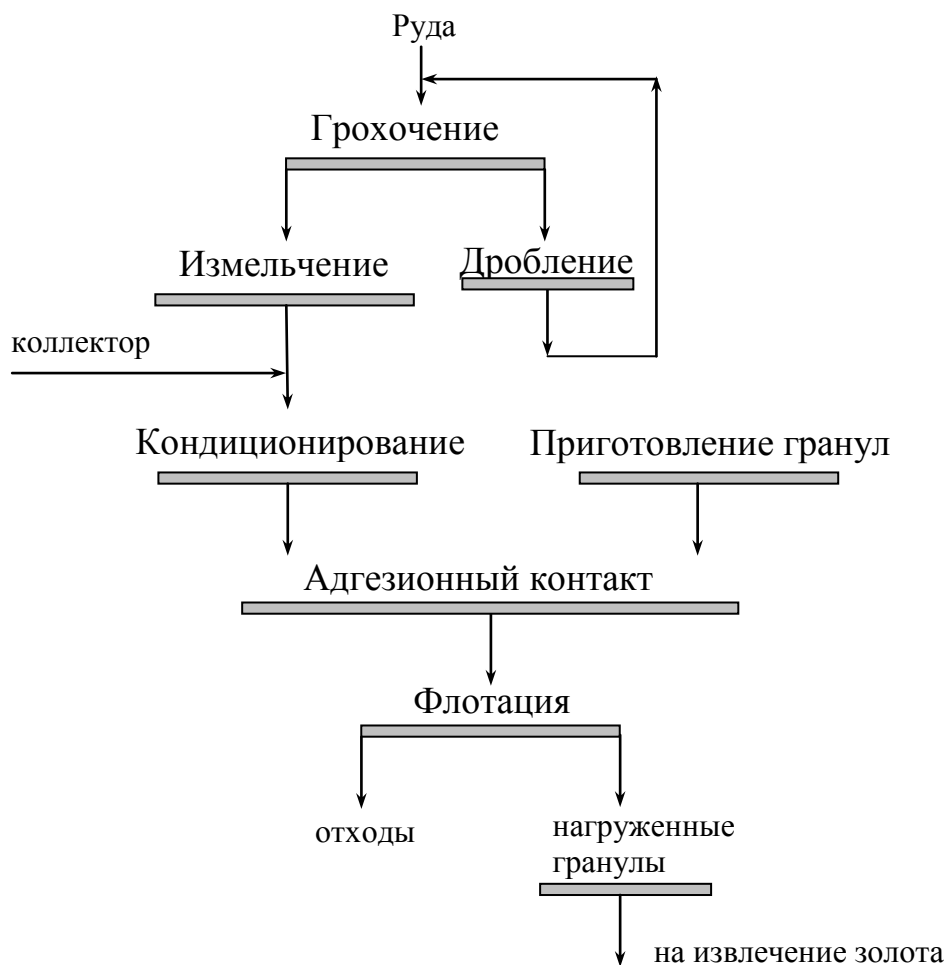 Руда
Грохочение
Измельчение
Дробление
коллектор
Кондиционирование
Приготовление гранул
Адгезионный контакт
Флотация
отходы
нагруженные
гранулы
на извлечение золота